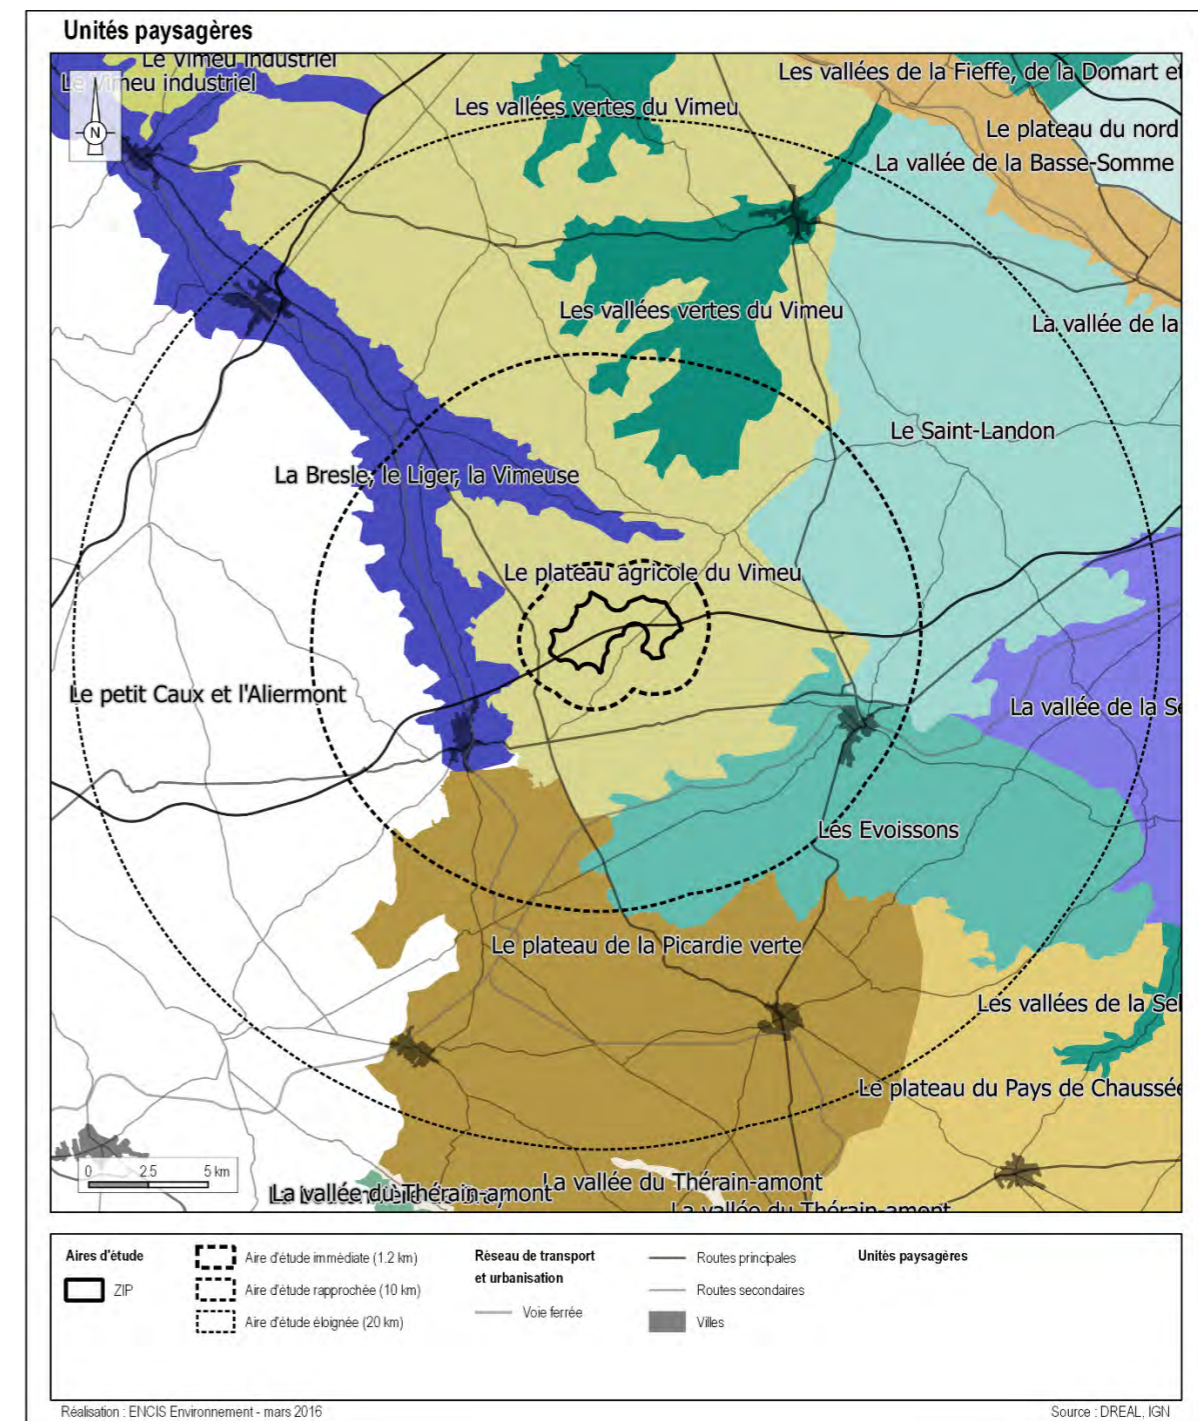 Unités paysagères
Le Vimeu industriel
Le Vimeu industriel
N
Les vallées de la Fieffe, de la Domart et
Les vallées vertes du Vimeu
Le plateau du nord
La vallée de la Basse-Somme
Les vallées vertes du Vimeu
La vallée de la
Le Saint-Landon
La Bresle, le Liger, la Vimeuse
Le plateau agricole du Vimeu
Le petit Caux et l'Aliermont
La vallée de la Se
Les Evoissons
Le plateau de la Picardie verte
Les vallées de la Sel
Le plateau du Pays de Chaussée
0 2.5 5 km
La vallée du Thérain-amont
La vallée du Thérain-amont
La vallée du Thérain-amont
Aires d'étude
ZIP
Aire d'étude immédiate (1.2 km)
Aire d'étude rapprochée (10 km)
Aire d'étude éloignée (20 km)
Réseau de transport
et urbanisation
Voie ferrée
Routes principales
Routes secondaires
Villes
Unités paysagères
Réalisation : ENCIS Environnement - mars 2016
Source : DREAL, IGN